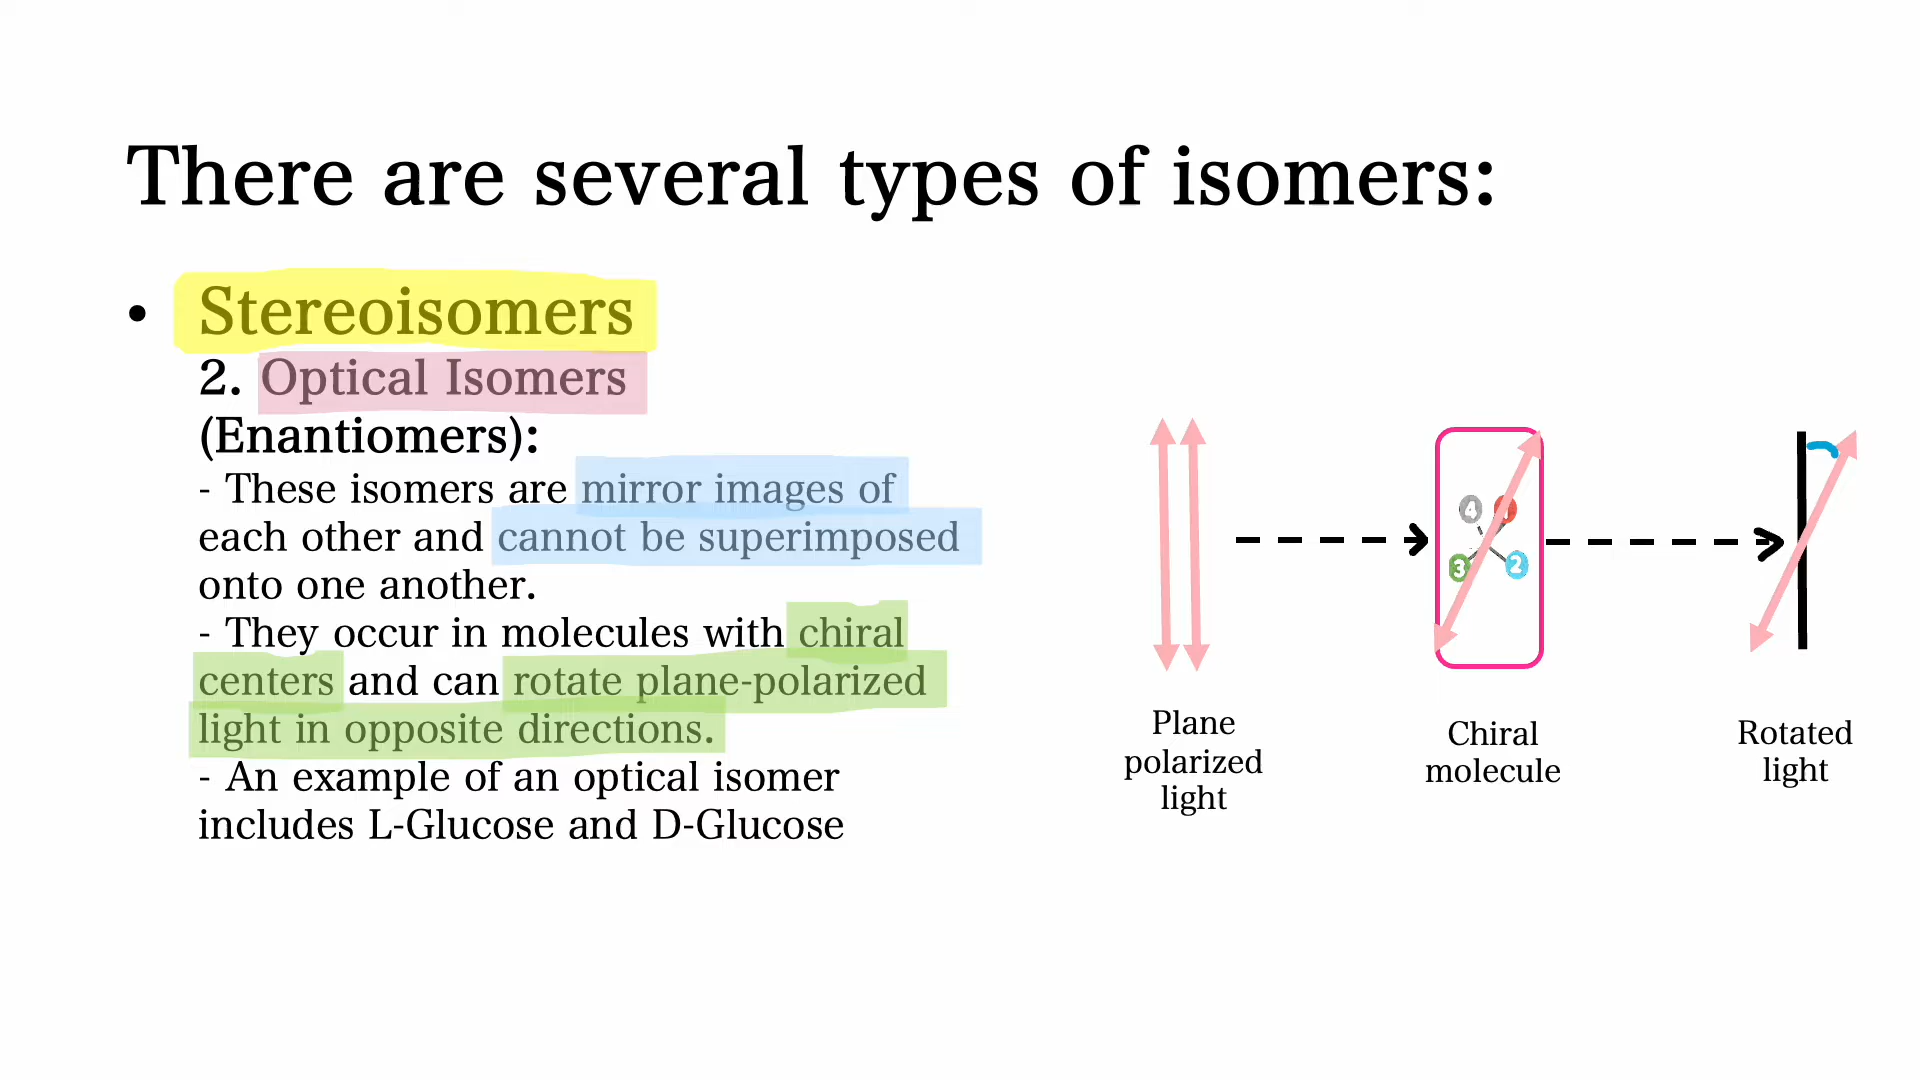 There are several types of isomers:
• Stereoisomers
2. Optical Isomers
(Enantiomers):
- These isomers are mirror images of
each other and cannot be superimposed
onto one another.
- They occur in molecules with chiral
centers and can rotate plane-polarized
light in opposite directions.
- An example of an optical isomer
includes L-Glucose and D-Glucose
4
3 2
Plane
polarized
light
Chiral
molecule
Rotated
light